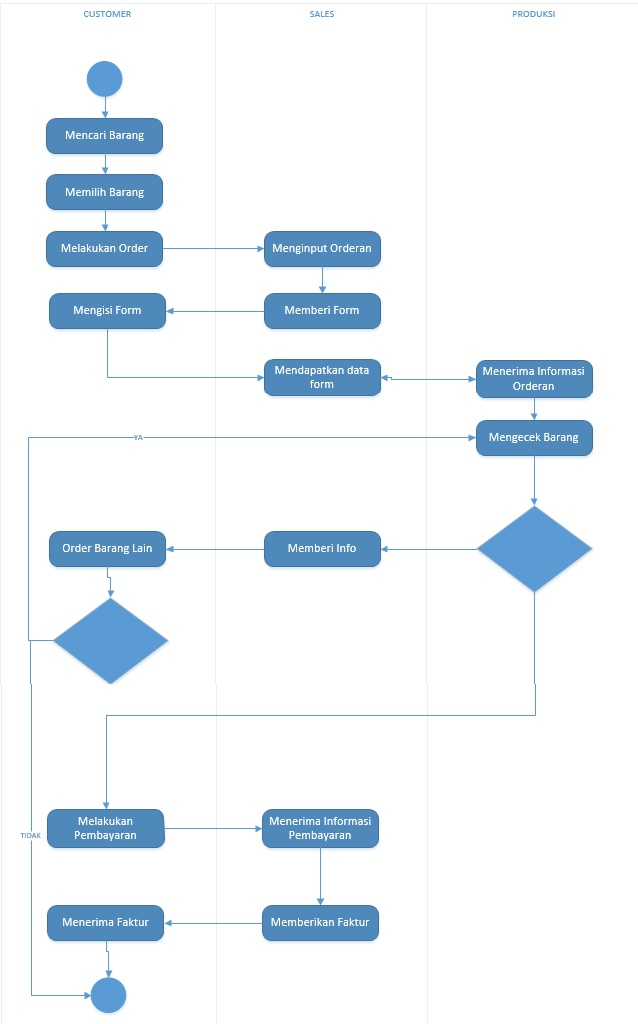 CUSTOMER
SALES
PRODUKSI
Mencari Barang
Memilih Barang
Melakukan Order
Menginput Orderan
Mengisi Form
Memberi Form
Mendapatkan data
form
Menerima Informasi
Orderan
YA
Mengecek Barang
Order Barang Lain
Memberi Info
Melakukan
Pembayaran
Menerima Informasi
Pembayaran
TIDAK
Menerima Faktur
Memberikan Faktur